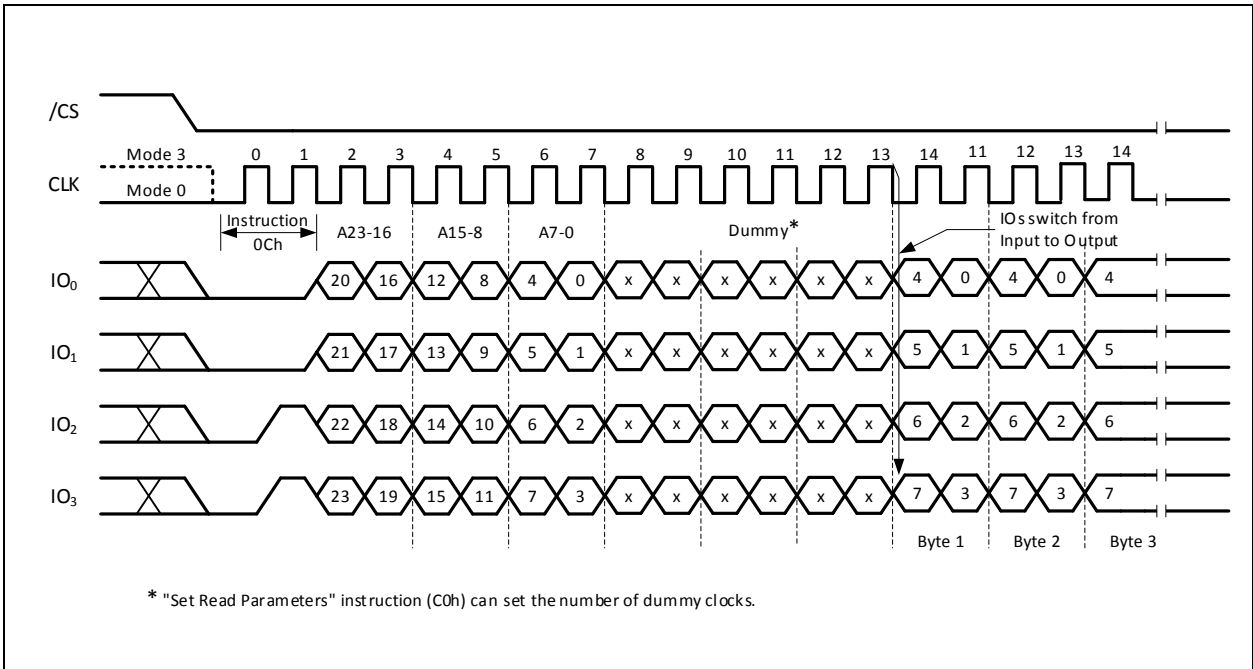 /CS
Mode 3 0 1 2 3 4 5 6 7 8 9 10 11 12 13 14 11 12 13 14
CLK
Mode 0
Instruction A23-16 A15-8 A7-0 Dummy* IOs switch from
0Ch Input to Output
IO0 20 16 12 8 4 0 x x x x x x 4 0 4 0 4
IO1 21 17 13 9 5 1 x x x x x x 5 1 5 1 5
IO2 22 18 14 10 6 2 x x x x x x 6 2 6 2 6
IO3 23 19 15 11 7 3 x x x x x x 7 3 7 3 7
Byte 1 Byte 2 Byte 3
* "Set Read Parameters" instruction (C0h) can set the number of dummy clocks.